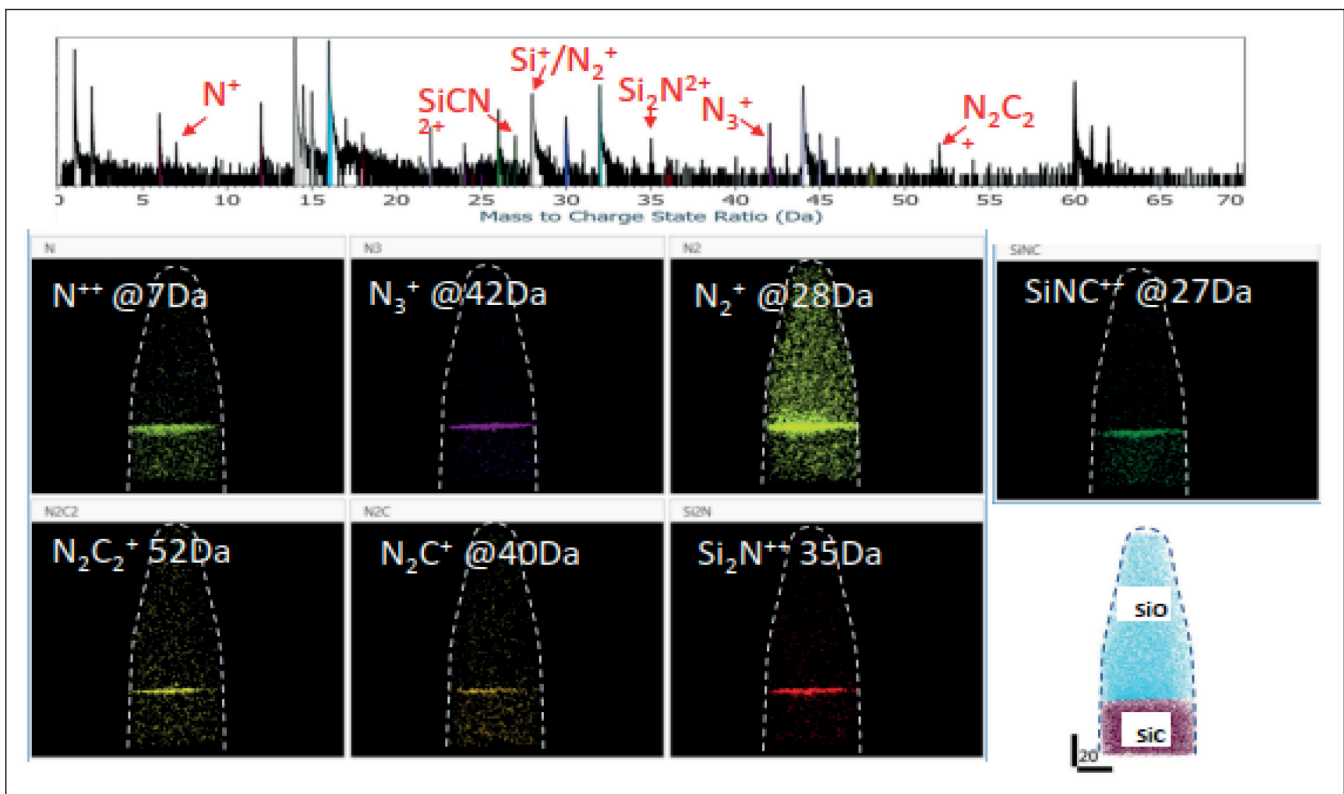 N⁺
SiCN
2+
Si⁺/N₂⁺
Si₂N²⁺
N₃⁺
N₂C₂
+
0 5 10 15 20 25 30 35 40 45 50 55 60 65 70
Mass to Charge State Ratio (Da)
N
N3
N2
SiNC
N⁺⁺ @7Da
N₃⁺ @42Da
N₂⁺ @28Da
SiNC⁺⁺ @27Da
N2C2
N2C
Si2N
N₂C₂⁺ 52Da
N₂C⁺ @40Da
Si₂N⁺⁺ 35Da
SiO
SiC
20